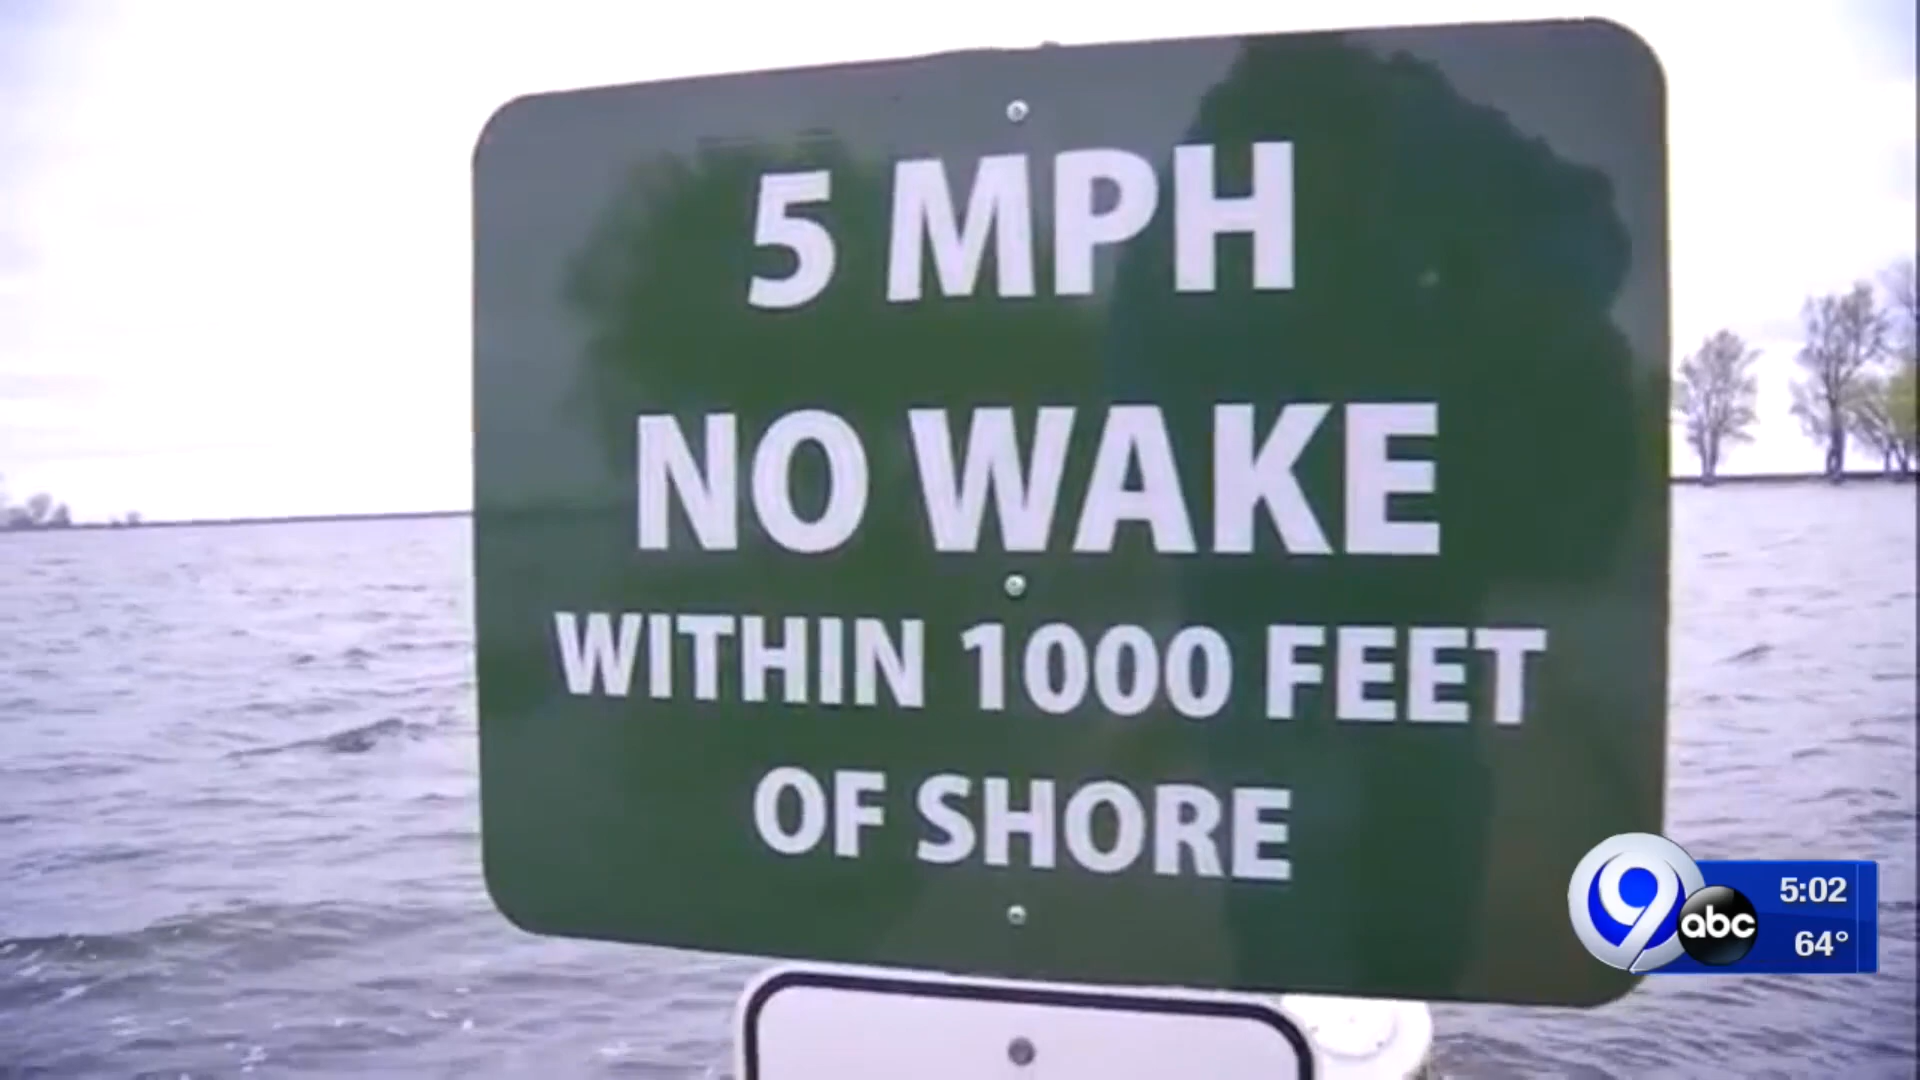 5 MPH
NO WAKE
WITHIN 1000 FEET
OF SHORE
9 abc
5:02
64°